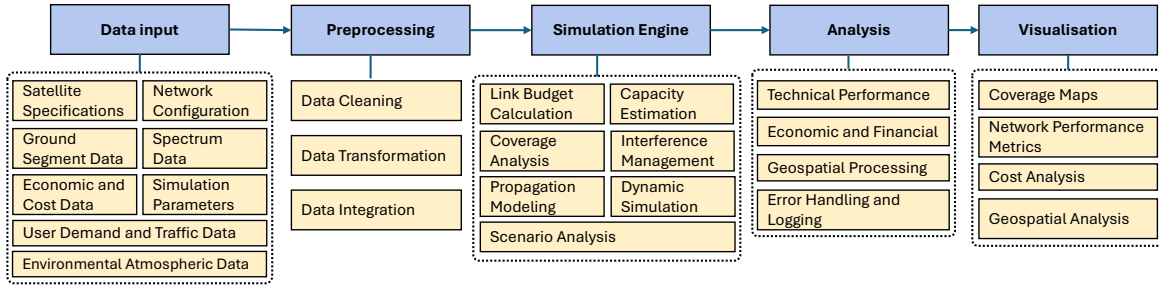 Data input
Preprocessing
Simulation Engine
Analysis
Visualisation
Satellite
Specifications
Network
Configuration
Ground
Segment Data
Spectrum
Data
Economic and
Cost Data
Simulation
Parameters
User Demand and Traffic Data
Environmental Atmospheric Data
Data Cleaning
Data Transformation
Data Integration
Link Budget
Calculation
Capacity
Estimation
Coverage
Analysis
Interference
Management
Propagation
Modeling
Dynamic
Simulation
Scenario Analysis
Technical Performance
Economic and Financial
Geospatial Processing
Error Handling and
Logging
Coverage Maps
Network Performance
Metrics
Cost Analysis
Geospatial Analysis